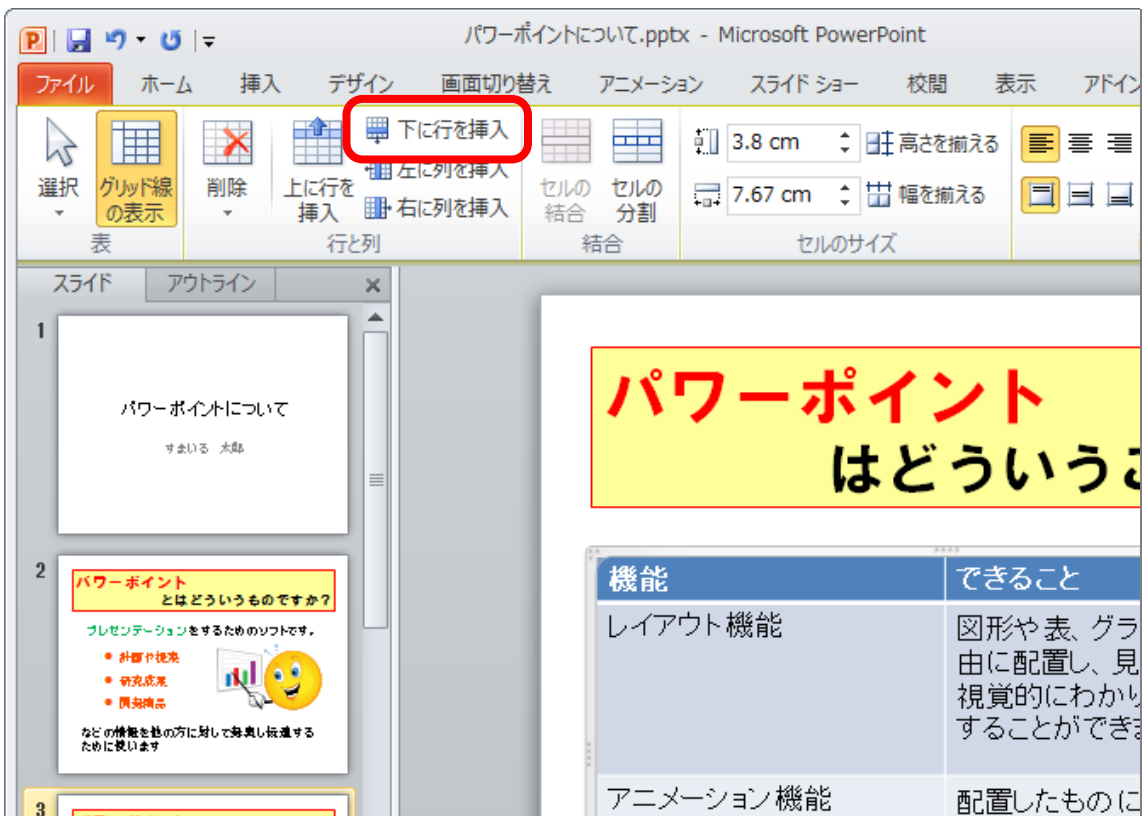 パワーポイントについて.pptx - Microsoft PowerPoint
ファイル ホーム 挿入 デザイン 画面切り替え アニメーション スライド ショー 校閲 表示 アドイン
選択
グリッド線
の表示
表
削除
上に行を
挿入
下に行を挿入
左に列を挿入
右に列を挿入
行と列
セルの
結合
セルの
分割
結合
3.8 cm 高さを揃える
7.67 cm 幅を揃える
セルのサイズ
スライド アウトライン
1
パワーポイントについて
すまいる 太郎
2
パワーポイント
とはどういうものですか?
プレゼンテーションをするためのソフトです。
計画や提案
研究成果
開発商品
などの情報を他の方に対して発表し伝達する
ために使います
3
パワーポイント
はどういうこ
機能 できること
レイアウト機能
図形や表、グラ
由に配置し、見
視覚的にわかり
することができま
アニメーション機能 配置したものに